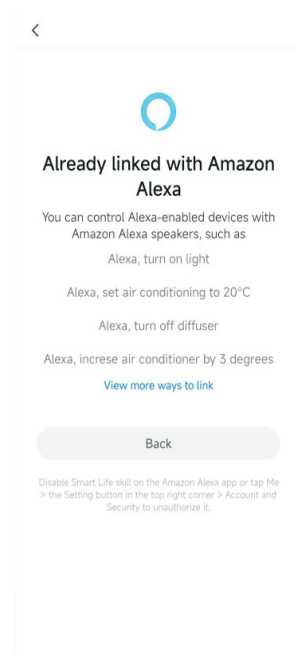 Already linked with Amazon
Alexa
You can control Alexa-enabled devices with
Amazon Alexa speakers, such as
Alexa, turn on light
Alexa, set air conditioning to 20°C
Alexa, turn off diffuser
Alexa, increse air conditioner by 3 degrees
View more ways to link
Back
Disable Smart Life skill on the Amazon Alexa app or tap Me
> the Setting button in the top right corner > Account and
Security to unauthorize it.